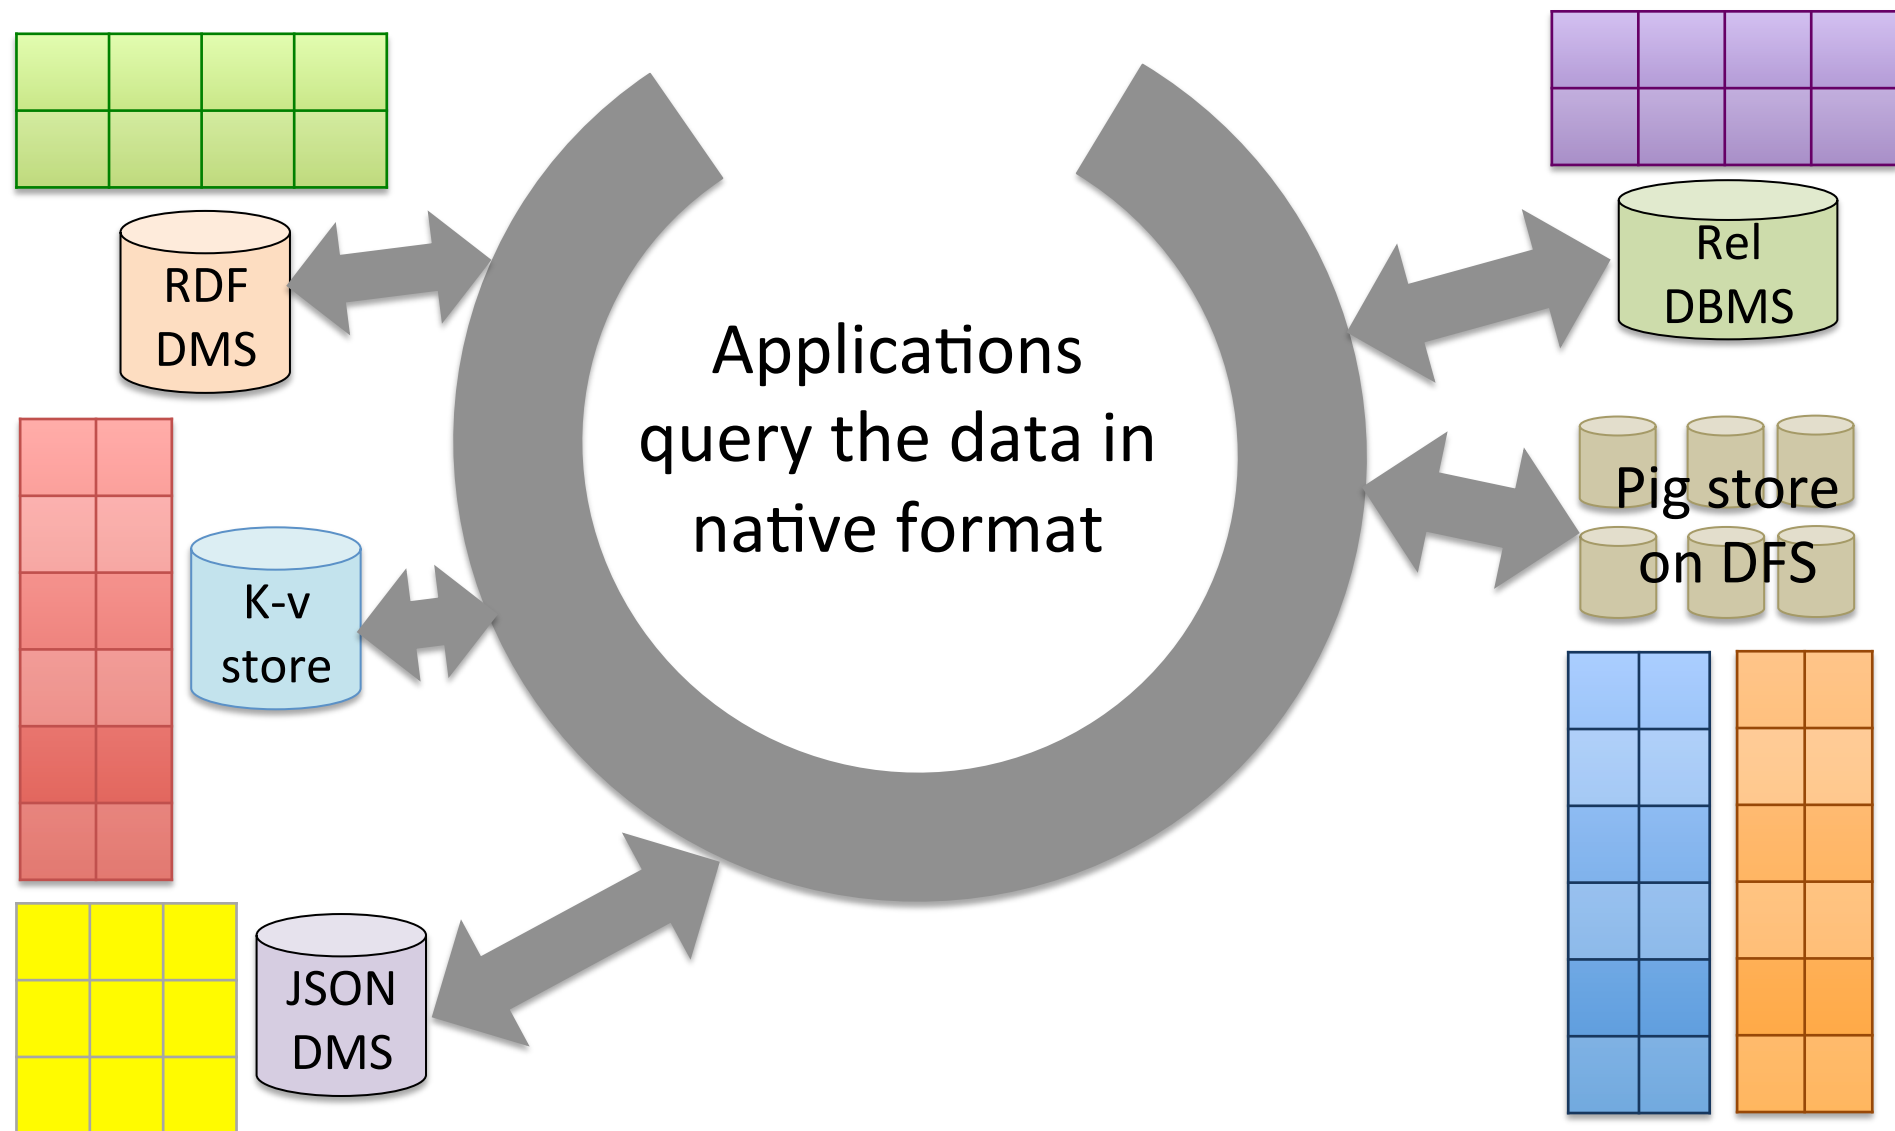 RDF
DMS
Rel
DBMS
Applications
query the data in
native format
Pig store
on DFS
K-v
store
JSON
DMS